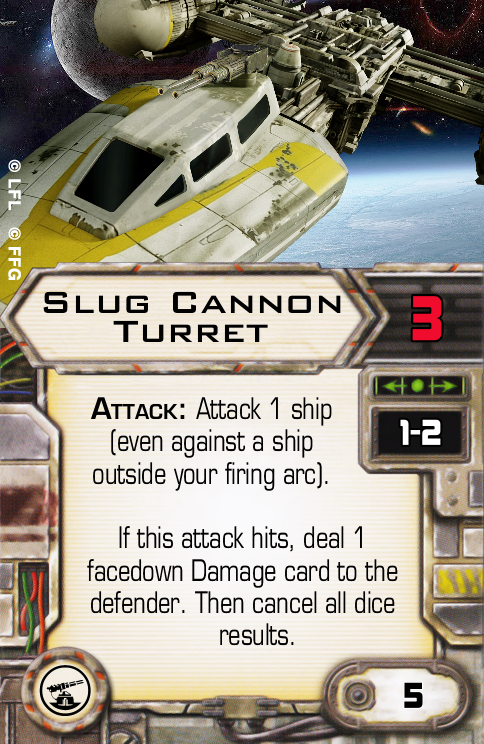 © LFL © FFG
SLUG CANNON
TURRET
3
ATTACK: Attack 1 ship
(even against a ship
outside your firing arc).
1-2
If this attack hits, deal 1
facedown Damage card to the
defender. Then cancel all dice
results.
5